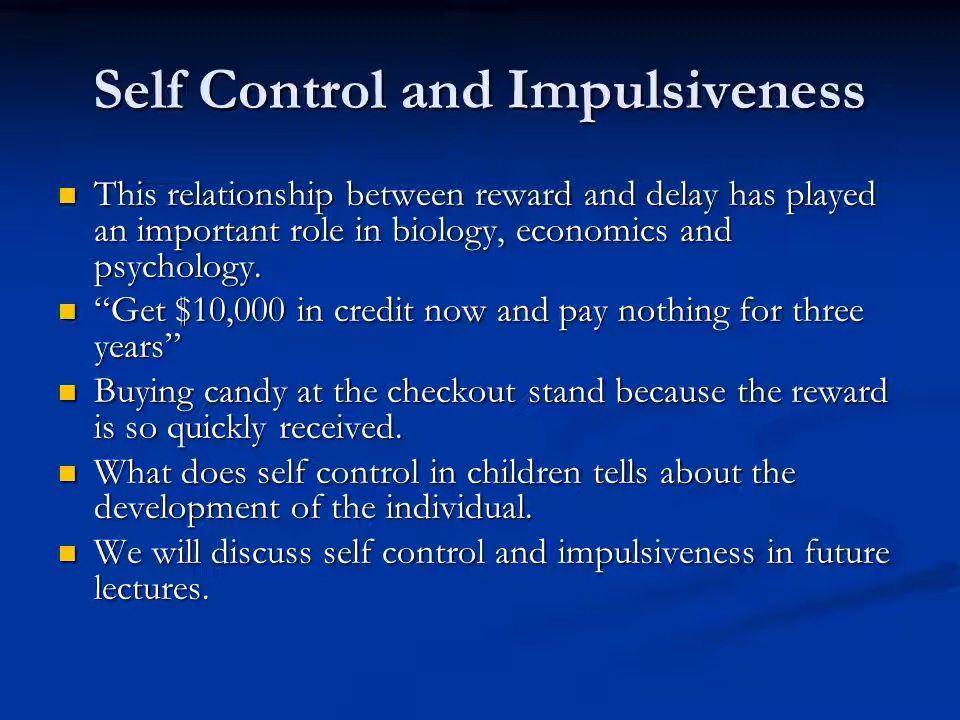 Self Control and Impulsiveness
This relationship between reward and delay has played
an important role in biology, economics and
psychology.
“Get $10,000 in credit now and pay nothing for three
years”
Buying candy at the checkout stand because the reward
is so quickly received.
What does self control in children tells about the
development of the individual.
We will discuss self control and impulsiveness in future
lectures.